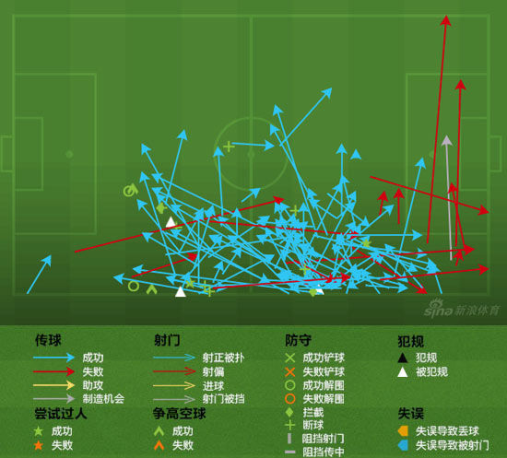 sina 新浪体育
传球 射门 防守 犯规
成功 射正被扑 成功铲球 犯规
失败 射偏 失败铲球 被犯规
助攻 进球 成功解围
制造机会 射门被挡 失败解围
尝试过人 争高空球 拦截 失误
成功 成功 断球 失误导致丢球
失败 失败 阻挡射门 失误导致被射门
阻挡传中